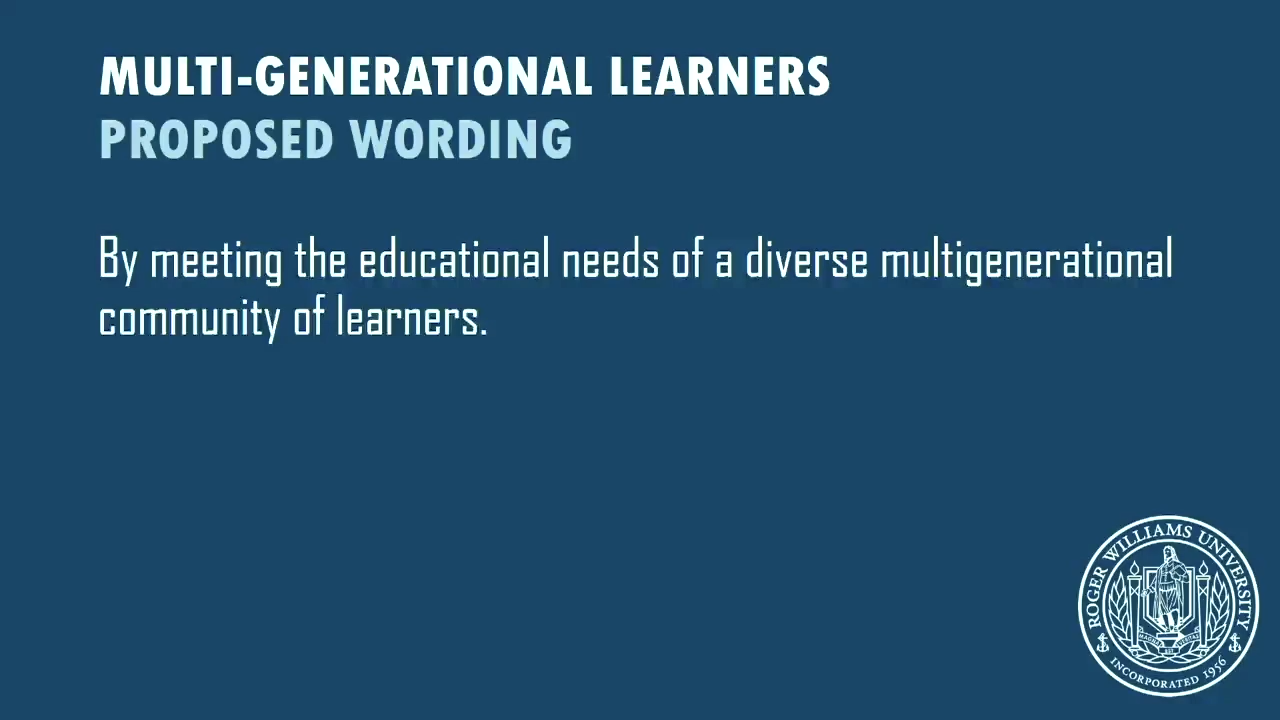 MULTI-GENERATIONAL LEARNERS
PROPOSED WORDING
By meeting the educational needs of a diverse multigenerational
community of learners.
ROGER WILLIAMS UNIVERSITY
INCORPORATED 1956